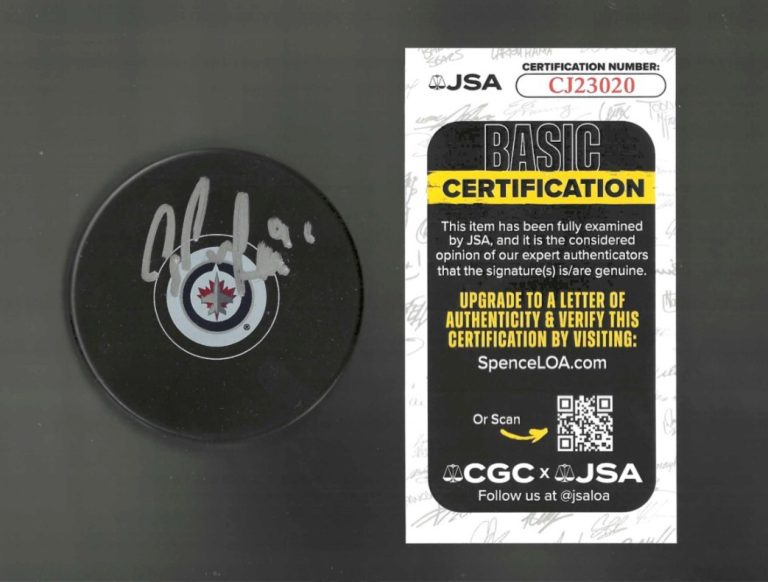 91
CERTIFICATION NUMBER:
JSA
CJ23020
BASIC
CERTIFICATION
This item has been fully examined
by JSA, and it is the considered
opinion of our expert authenticators
that the signature(s) is/are genuine.
UPGRADE TO A LETTER OF
AUTHENTICITY & VERIFY THIS
CERTIFICATION BY VISITING:
SpenceLOA.com
Or Scan
CGC x JSA
Follow us at @jsaloa